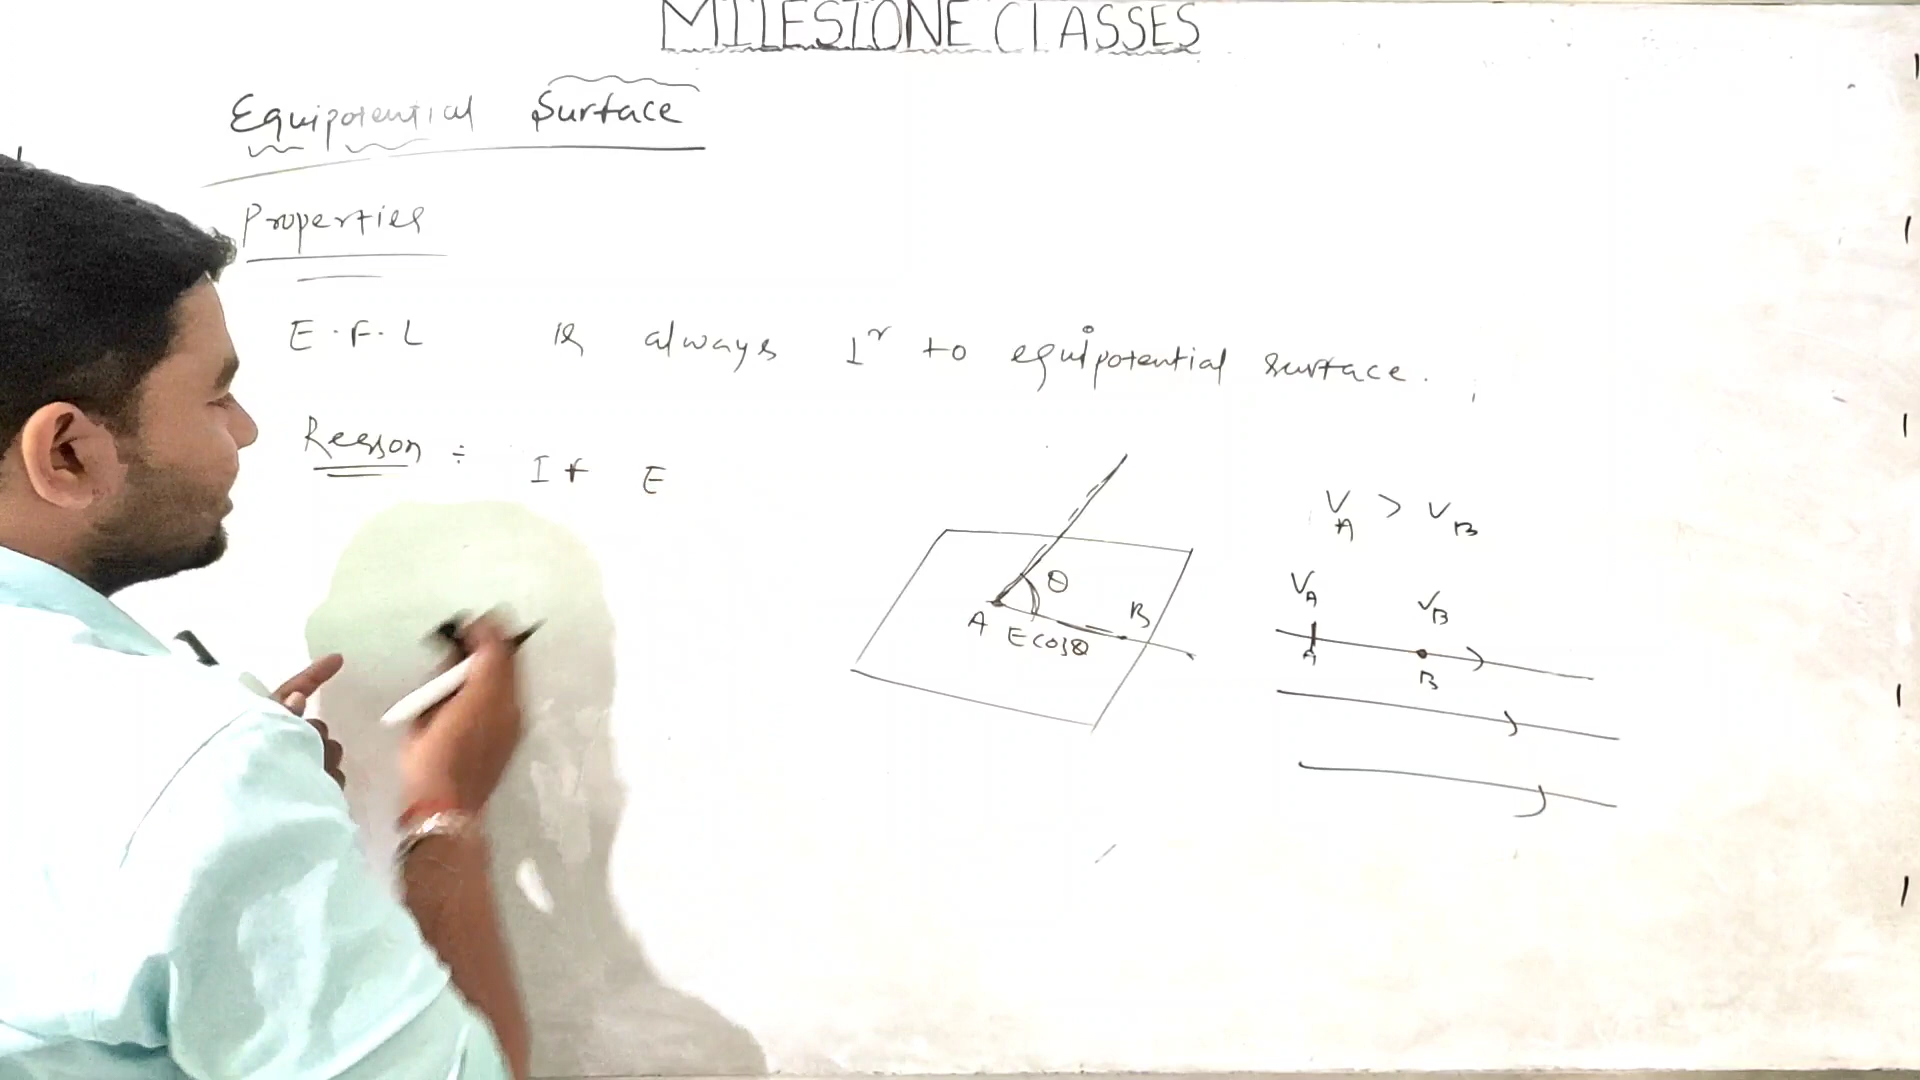 MILESTONE CLASSES
Equipotential Surface
Properties
E.F.L is always ⊥r to equipotential surface.
Reason ÷ If E
θ
A
E cosθ
B
VA > VB
VA
VB
A
B